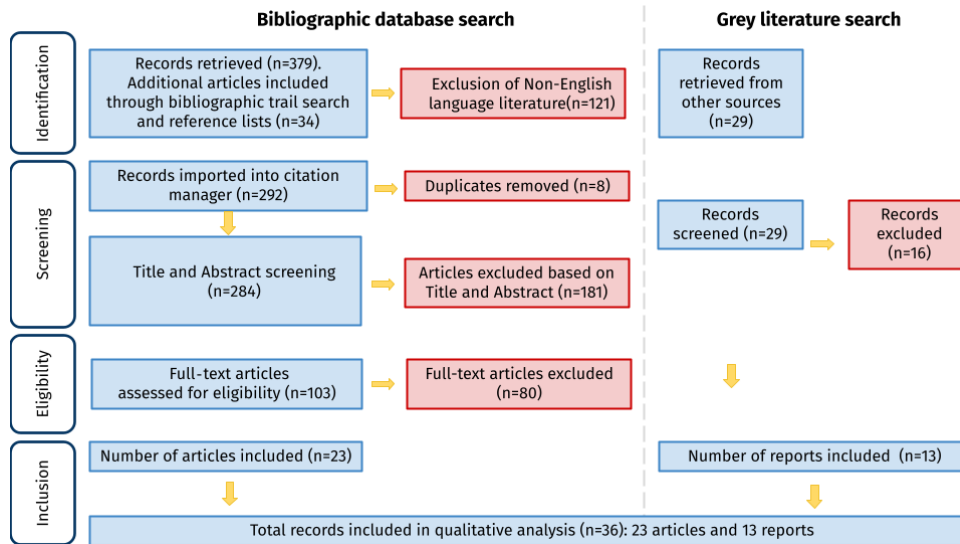 Bibliographic database search
Grey literature search
Identification
Records retrieved (n=379).
Additional articles included
through bibliographic trail search
and reference lists (n=34)
Exclusion of Non-English
language literature(n=121)
Records
retrieved from
other sources
(n=29)
Screening
Records imported into citation
manager (n=292)
Duplicates removed (n=8)
Records
screened (n=29)
Records
excluded
(n=16)
Title and Abstract screening
(n=284)
Articles excluded based on
Title and Abstract (n=181)
Eligibility
Full-text articles
assessed for eligibility (n=103)
Full-text articles excluded
(n=80)
Inclusion
Number of articles included (n=23)
Number of reports included (n=13)
Total records included in qualitative analysis (n=36): 23 articles and 13 reports